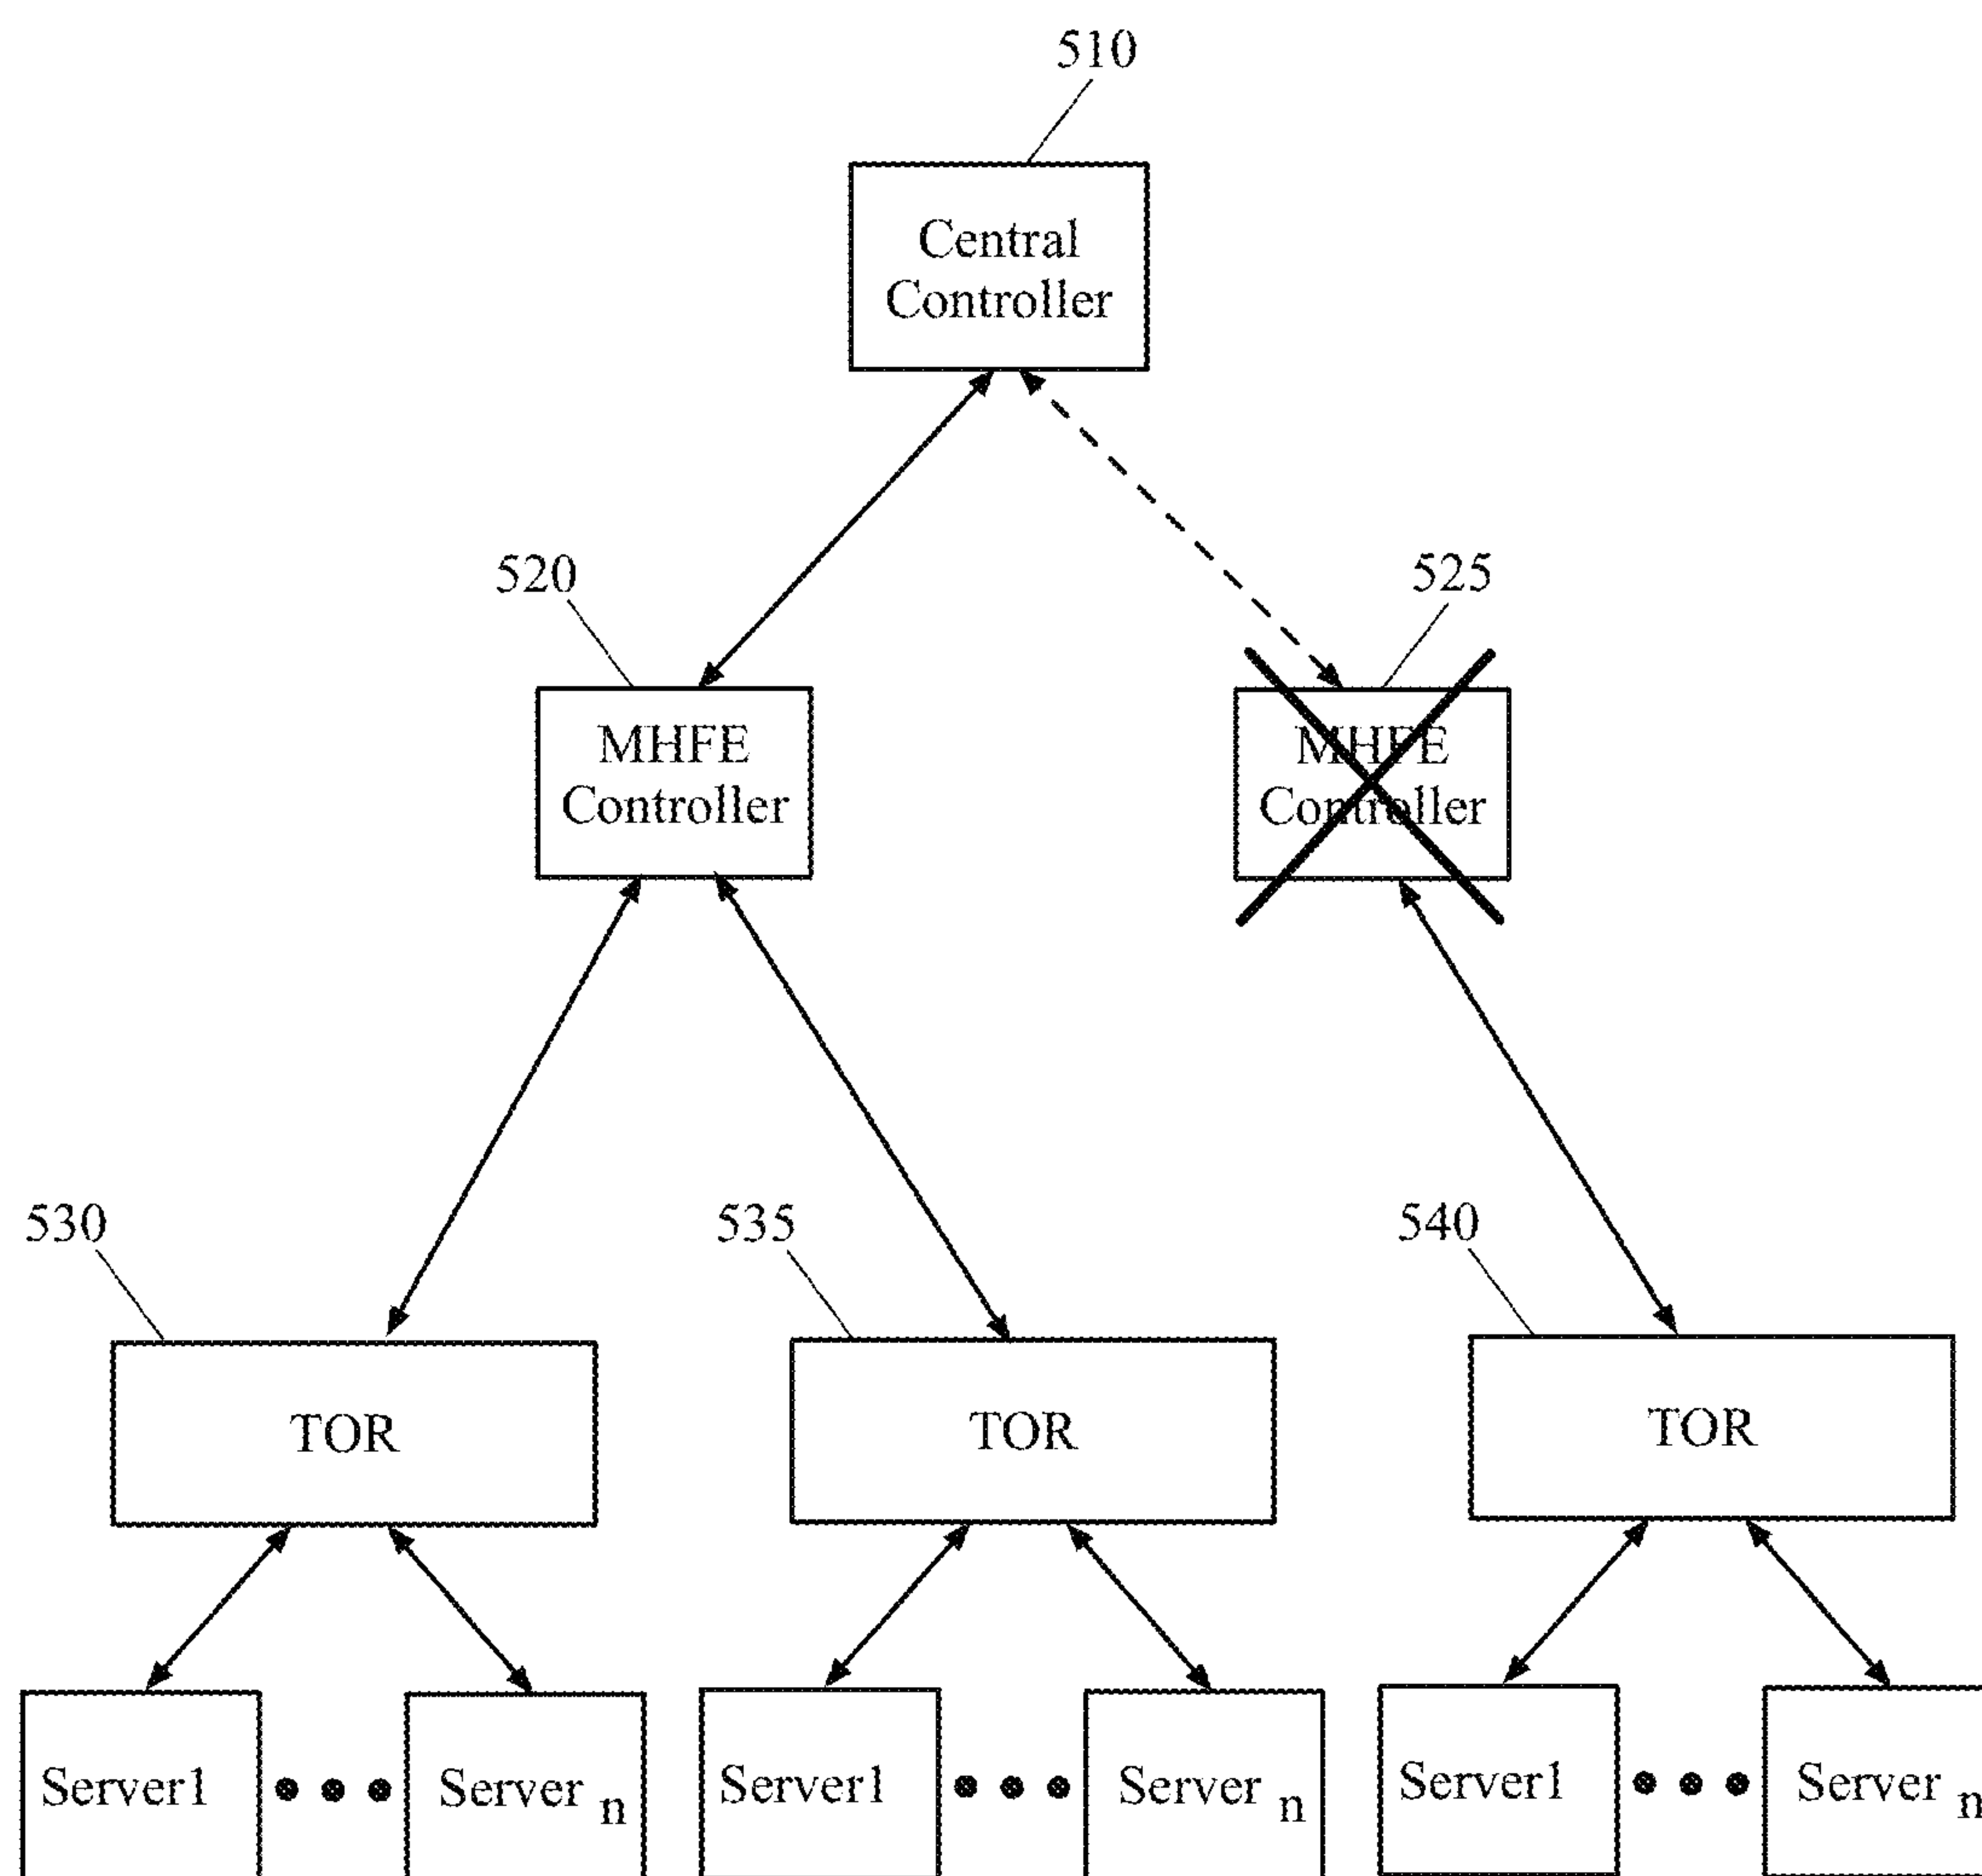 510
Central
Controller
520
525
MHFE
Controller
MHFE
Controller
530
535
540
TOR
TOR
TOR
Server1
Server n
Server1
Server n
Server1
Server n